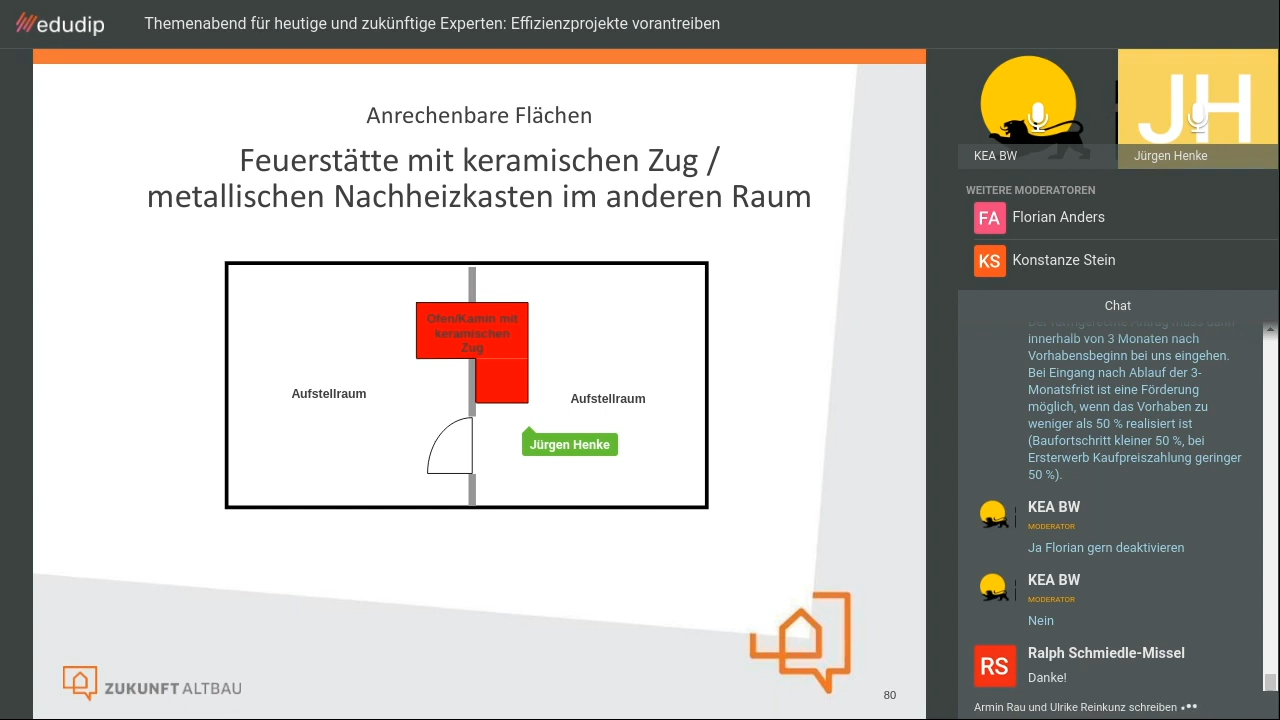 edudip
Themenabend für heutige und zukünftige Experten: Effizienzprojekte vorantreiben
Anrechenbare Flächen
Feuerstätte mit keramischen Zug /
metallischen Nachheizkasten im anderen Raum
Ofen/Kamin mit
keramischen
Zug
Aufstellraum
Aufstellraum
Jürgen Henke
ZUKUNFT ALTBAU
80
JH
KEA BW
Jürgen Henke
WEITERE MODERATOREN
FA
Florian Anders
KS
Konstanze Stein
Chat
innerhalb von 3 Monaten nach
Vorhabensbeginn bei uns eingehen.
Bei Eingang nach Ablauf der 3-
Monatsfrist ist eine Förderung
möglich, wenn das Vorhaben zu
weniger als 50 % realisiert ist
(Baufortschritt kleiner 50 %, bei
Ersterwerb Kaufpreiszahlung geringer
50 %).
KEA BW
MODERATOR
Ja Florian gern deaktivieren
KEA BW
MODERATOR
Nein
RS
Ralph Schmiedle-Missel
Danke!
Armin Rau und Ulrike Reinkunz schreiben